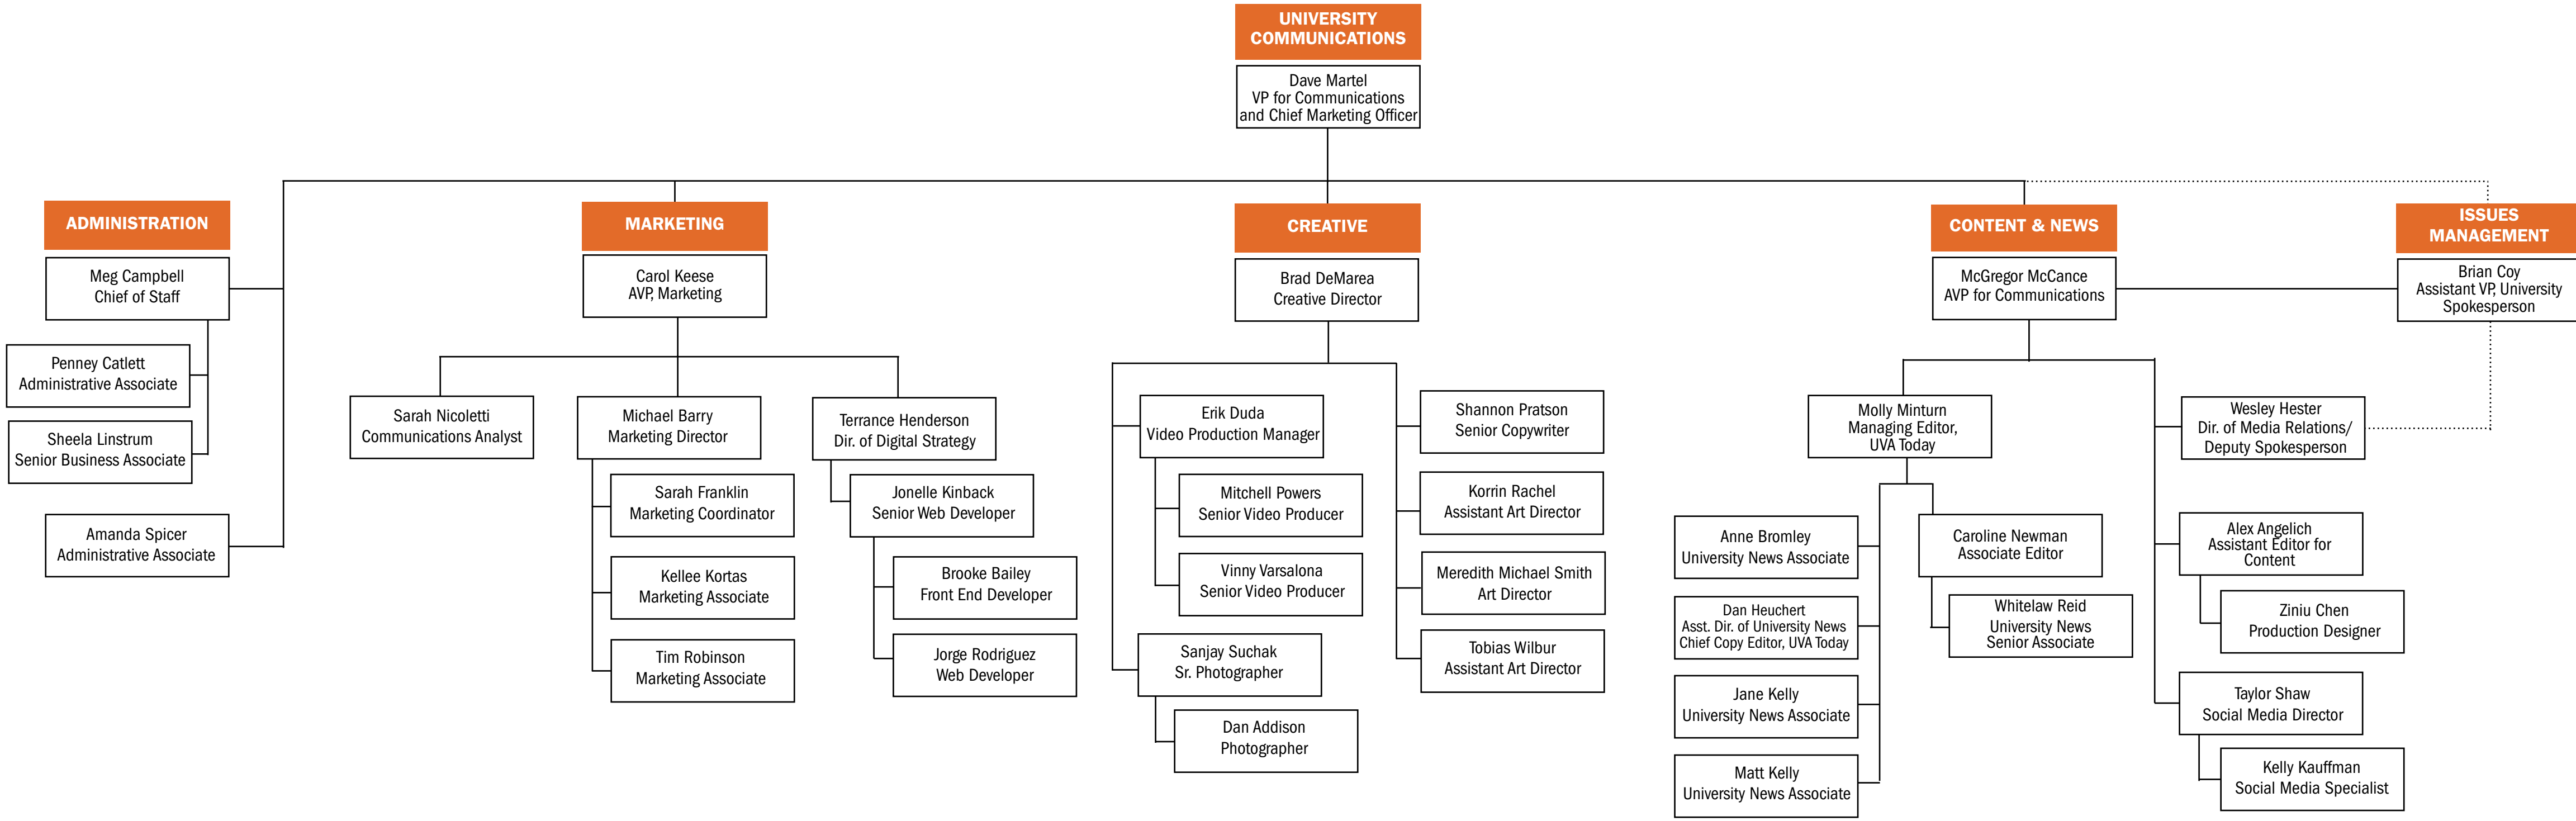 UNIVERSITY
COMMUNICATIONS
Dave Martel
VP for Communications
and Chief Marketing Officer
ADMINISTRATION
Meg Campbell
Chief of Staff
Penney Catlett
Administrative Associate
Sheela Linstrum
Senior Business Associate
Amanda Spicer
Administrative Associate
MARKETING
Carol Keese
AVP, Marketing
Sarah Nicoletti
Communications Analyst
Michael Barry
Marketing Director
Sarah Franklin
Marketing Coordinator
Kellee Kortas
Marketing Associate
Tim Robinson
Marketing Associate
Terrance Henderson
Dir. of Digital Strategy
Jonelle Kinback
Senior Web Developer
Brooke Bailey
Front End Developer
Jorge Rodriguez
Web Developer
CREATIVE
Brad DeMarea
Creative Director
Erik Duda
Video Production Manager
Mitchell Powers
Senior Video Producer
Vinny Varsalona
Senior Video Producer
Sanjay Suchak
Sr. Photographer
Dan Addison
Photographer
Shannon Pratson
Senior Copywriter
Korrin Rachel
Assistant Art Director
Meredith Michael Smith
Art Director
Tobias Wilbur
Assistant Art Director
CONTENT & NEWS
McGregor McCance
AVP for Communications
Molly Minturn
Managing Editor,
UVA Today
Anne Bromley
University News Associate
Dan Heuchert
Asst. Dir. of University News
Chief Copy Editor, UVA Today
Jane Kelly
University News Associate
Matt Kelly
University News Associate
Caroline Newman
Associate Editor
Whitelaw Reid
University News
Senior Associate
Wesley Hester
Dir. of Media Relations/
Deputy Spokesperson
Alex Angelich
Assistant Editor for
Content
Ziniu Chen
Production Designer
Taylor Shaw
Social Media Director
Kelly Kauffman
Social Media Specialist
ISSUES
MANAGEMENT
Brian Coy
Assistant VP, University
Spokesperson